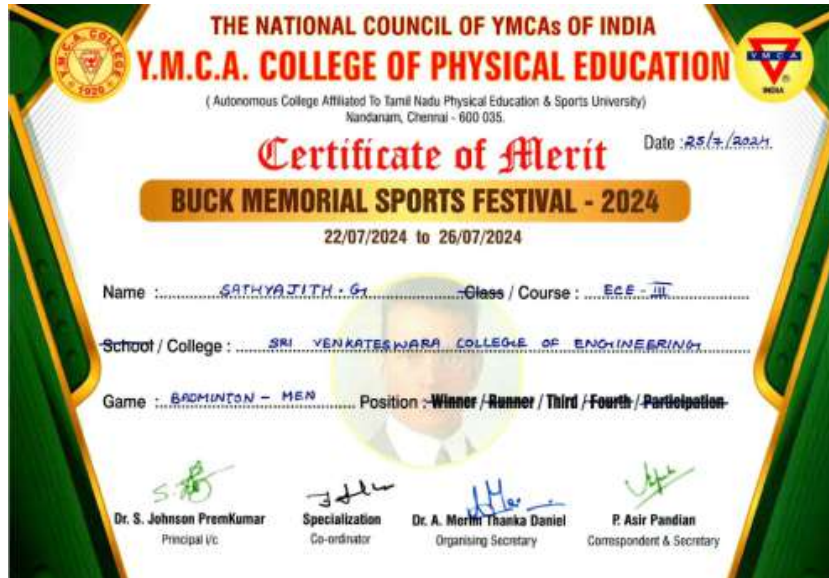 THE NATIONAL COUNCIL OF YMCAs OF INDIA
Y.M.C.A. COLLEGE OF PHYSICAL EDUCATION
Y.M.C.A. COLLEGE
1920
YMCA
INDIA
( Autonomous College Affiliated To Tamil Nadu Physical Education & Sports University)
Nandanam, Chennai - 600 035.
Certificate of Merit
Date : 25/7/2024
BUCK MEMORIAL SPORTS FESTIVAL - 2024
22/07/2024 to 26/07/2024
Name : SATHYAJITH . G Class / Course : ECE - III
School / College : SRI VENKATESWARA COLLEGE OF ENGINEERING
Game : BADMINTON - MEN Position : Winner / Runner / Third / Fourth / Participation
Dr. S. Johnson PremKumar Specialization Dr. A. Merlin Thanka Daniel P. Asir Pandian
Principal i/c Co-ordinator Organising Secretary Correspondent & Secretary